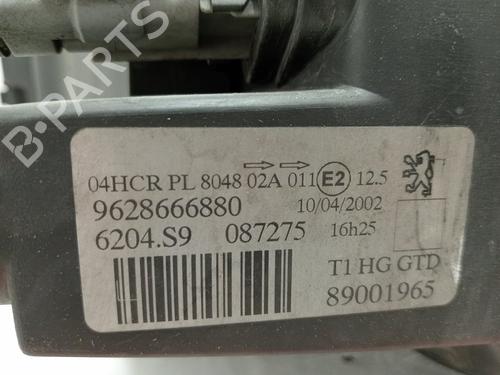 B-PARTS
04HCR PL 8048 02A 011 E2 12.5
9628666880 10/04/2002
6204.S9 087275 16h25
T1 HG GTD
89001965